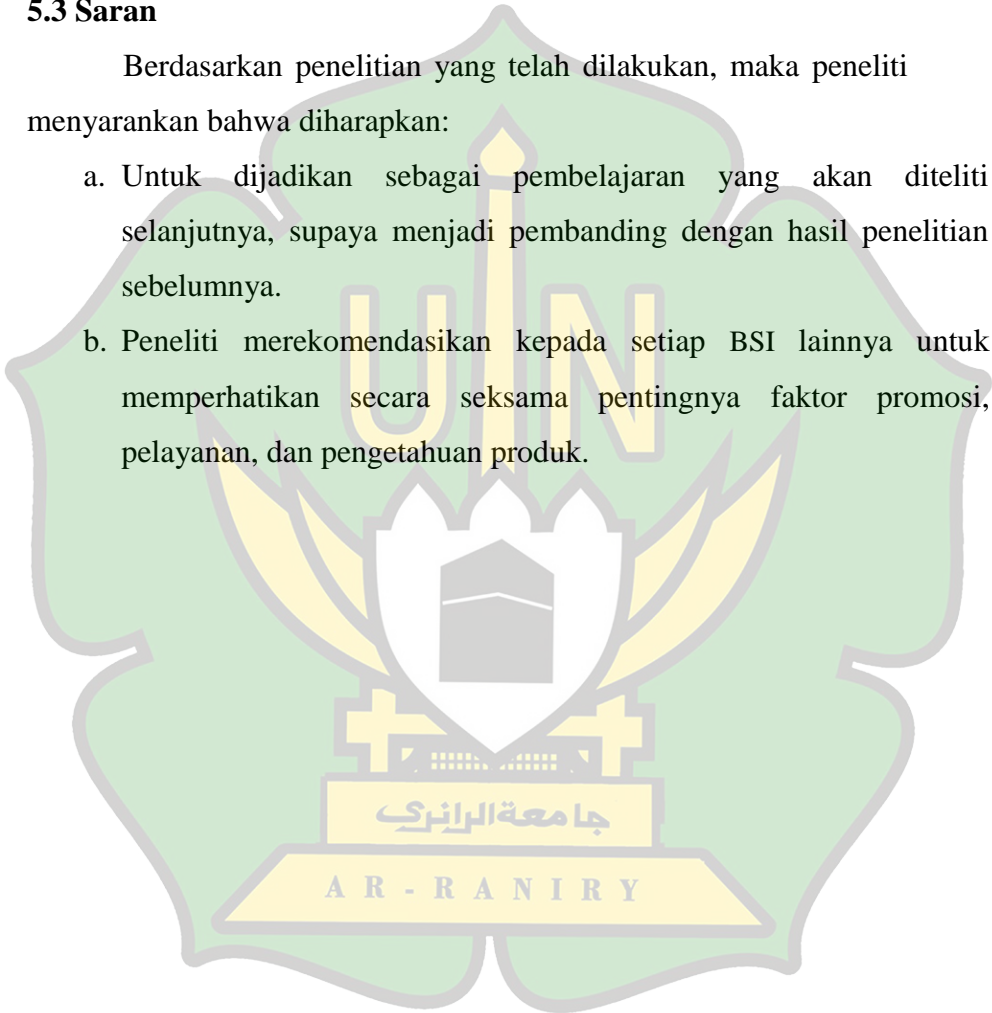 5.3 Saran
Berdasarkan penelitian yang telah dilakukan, maka peneliti
menyarankan bahwa diharapkan:
a. Untuk dijadikan sebagai pembelajaran yang akan diteliti
selanjutnya, supaya menjadi pembanding dengan hasil penelitian
sebelumnya.
b. Peneliti merekomendasikan kepada setiap BSI lainnya untuk
memperhatikan secara seksama pentingnya faktor promosi,
pelayanan, dan pengetahuan produk.
UIN
جامعةالرانري
AR-RANIRY